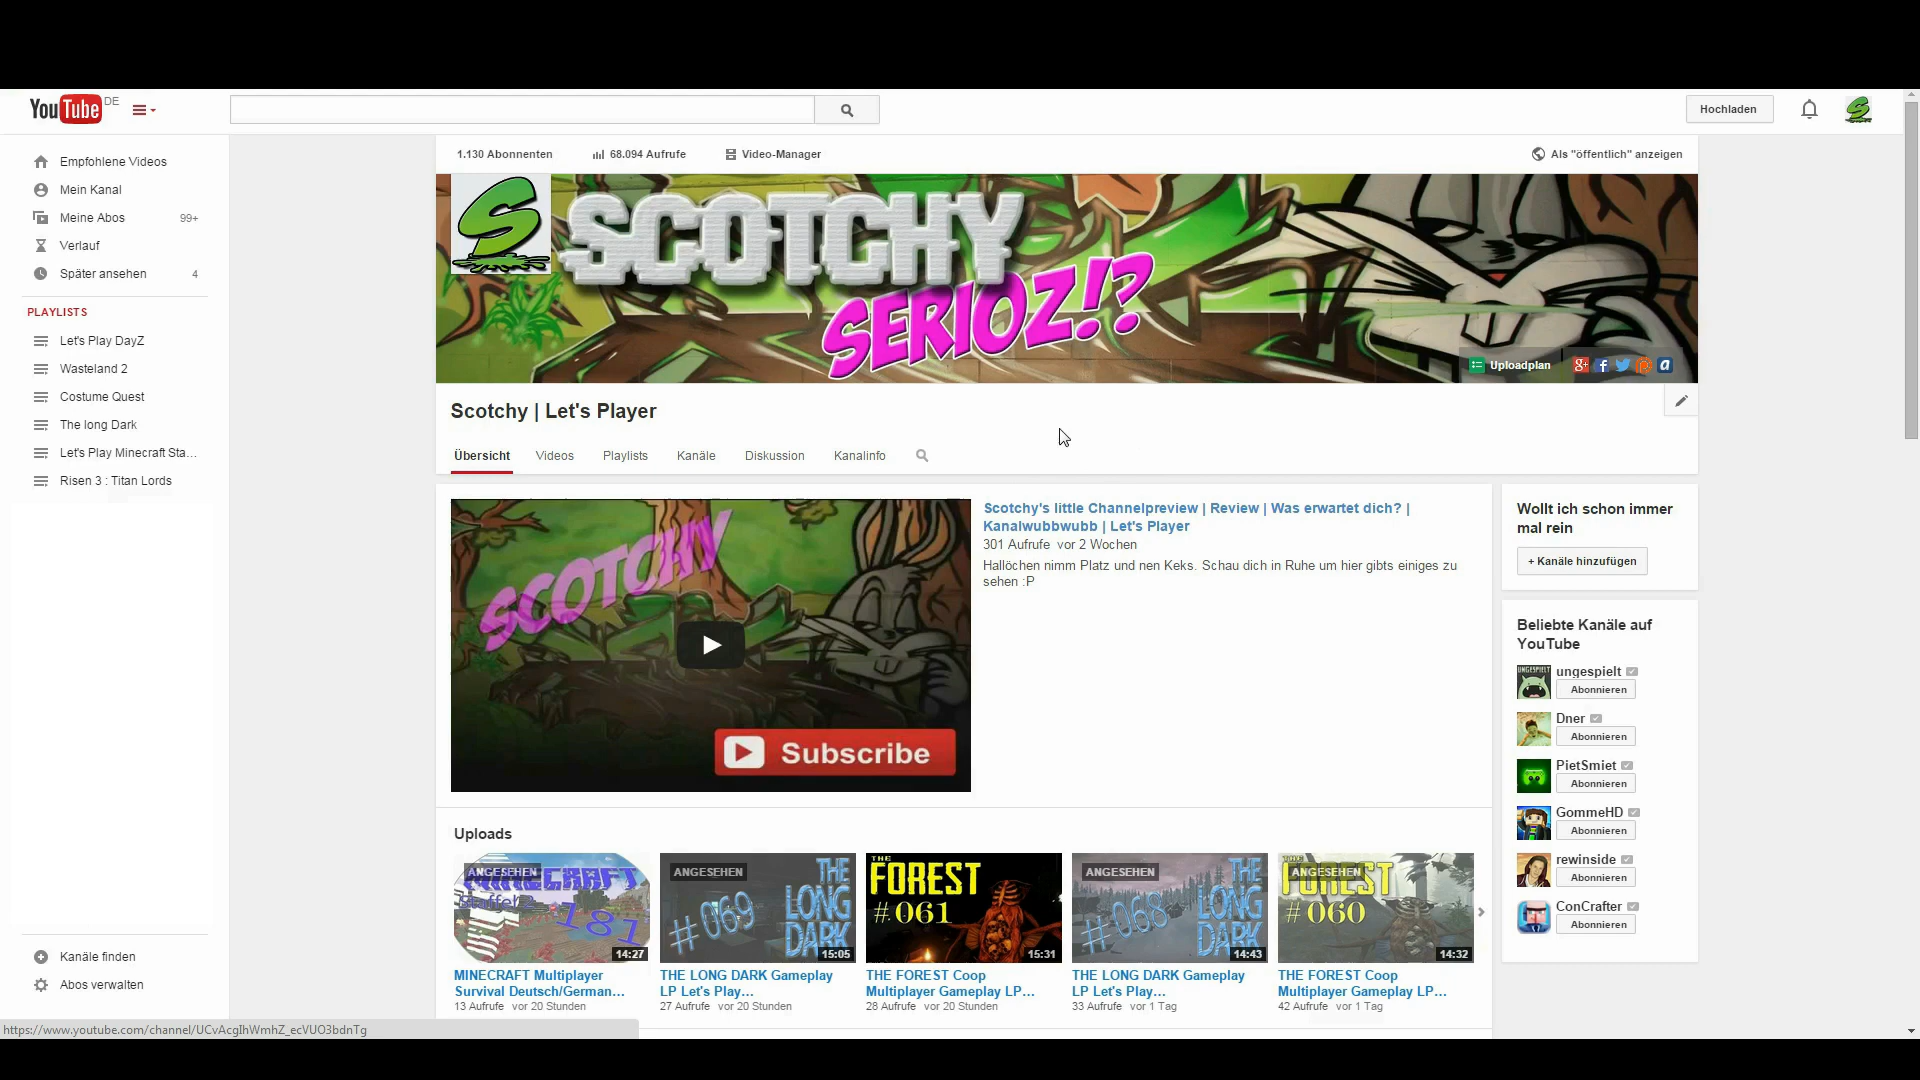 YouTube DE
Hochladen
Empfohlene Videos
Mein Kanal
Meine Abos 99+
Verlauf
Später ansehen 4
PLAYLISTS
Let's Play DayZ
Wasteland 2
Costume Quest
The long Dark
Let's Play Minecraft Sta...
Risen 3 : Titan Lords
Kanäle finden
Abos verwalten
1.130 Abonnenten 68.094 Aufrufe Video-Manager Als "öffentlich" anzeigen
S
SCOTCHY
SERIOZ!?
Uploadplan
Scotchy | Let's Player
Übersicht Videos Playlists Kanäle Diskussion Kanalinfo
SCOTCHY
Subscribe
Scotchy's little Channelpreview | Review | Was erwartet dich? |
Kanalwubbwubb | Let's Player
301 Aufrufe vor 2 Wochen
Hallöchen nimm Platz und nen Keks. Schau dich in Ruhe um hier gibts einiges zu
sehen :P
Uploads
ANGESEHEN
MINECRAFT
Staffel 2
181
14:27
MINECRAFT Multiplayer
Survival Deutsch/German...
13 Aufrufe vor 20 Stunden
ANGESEHEN
THE
LONG
DARK
#069
15:05
THE LONG DARK Gameplay
LP Let's Play...
27 Aufrufe vor 20 Stunden
THE
FOREST
#061
15:31
THE FOREST Coop
Multiplayer Gameplay LP...
28 Aufrufe vor 20 Stunden
ANGESEHEN
THE
LONG
DARK
#068
14:43
THE LONG DARK Gameplay
LP Let's Play...
33 Aufrufe vor 1 Tag
THE
ANGESEHEN
FOREST
#060
14:32
THE FOREST Coop
Multiplayer Gameplay LP...
42 Aufrufe vor 1 Tag
Wollt ich schon immer
mal rein
+ Kanäle hinzufügen
Beliebte Kanäle auf
YouTube
UNGESPIELT
ungespielt
Abonnieren
Dner
Abonnieren
PietSmiet
Abonnieren
GommeHD
Abonnieren
rewinside
Abonnieren
ConCrafter
Abonnieren
https://www.youtube.com/channel/UCvAcgIhWmhZ_ecVUO3bdnTg